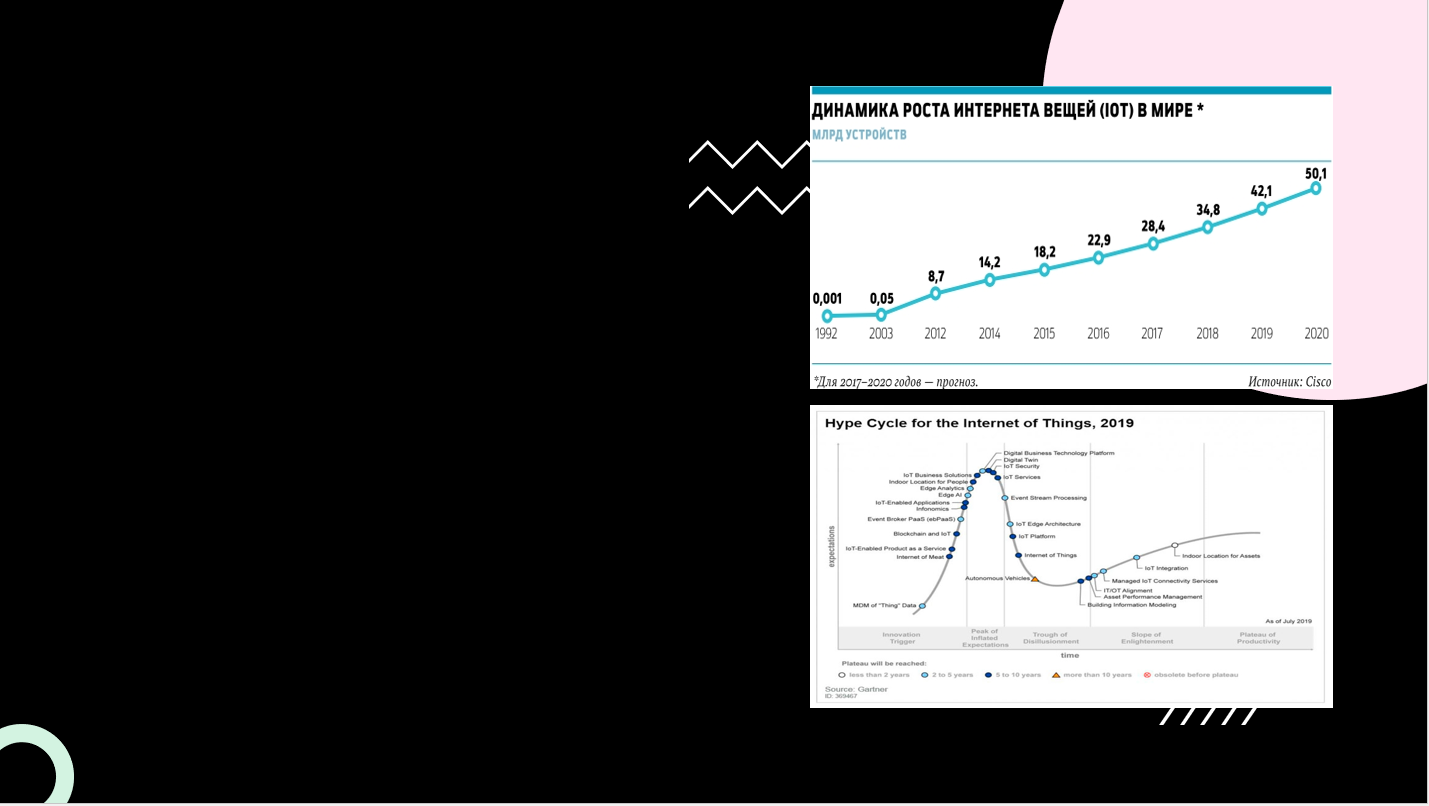 ДИНАМИКА РОСТА ИНТЕРНЕТА ВЕЩЕЙ (IOT) В МИРЕ *
МЛРД УСТРОЙСТВ
0,001 0,05 8,7 14,2 18,2 22,9 28,4 34,8 42,1 50,1
1992 2003 2012 2014 2015 2016 2017 2018 2019 2020
*Для 2017–2020 годов — прогноз. Источник: Cisco
Hype Cycle for the Internet of Things, 2019
expectations
Digital Business Technology Platform
Digital Twin
IoT Security
IoT Business Solutions
IoT Services
Indoor Location for People
Edge Analytics
Edge AI
Event Stream Processing
IoT-Enabled Applications
Infonomics
Event Broker PaaS (ebPaaS)
IoT Edge Architecture
Blockchain and IoT
IoT Platform
IoT-Enabled Product as a Service
Internet of Meat
Internet of Things
Indoor Location for Assets
IoT Integration
Autonomous Vehicles
Managed IoT Connectivity Services
IT/OT Alignment
Asset Performance Management
MDM of "Thing" Data
Building Information Modeling
As of July 2019
Innovation
Trigger
Peak of
Inflated
Expectations
Trough of
Disillusionment
Slope of
Enlightenment
Plateau of
Productivity
time
Plateau will be reached:
less than 2 years 2 to 5 years 5 to 10 years more than 10 years obsolete before plateau
Source: Gartner
ID: 369467